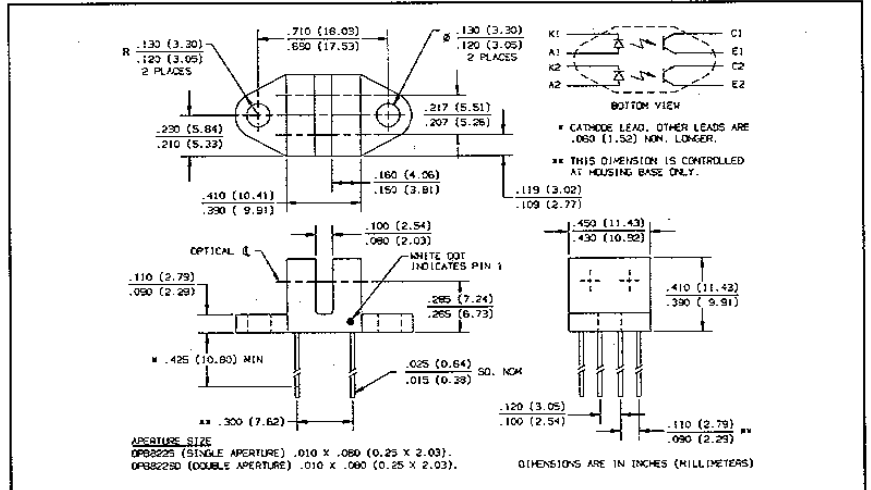 .710 (18.03)
.690 (17.53)
R .130 (3.30)
.120 (3.05)
2 PLACES
ø .130 (3.30)
.120 (3.05)
2 PLACES
K1
A1
K2
A2
C1
E1
C2
E2
BOTTOM VIEW
.230 (5.84)
.210 (5.33)
.217 (5.51)
.207 (5.26)
* CATHODE LEAD. OTHER LEADS ARE
.060 (1.52) NOM. LONGER.
** THIS DIMENSION IS CONTROLLED
AT HOUSING BASE ONLY.
.160 (4.06)
.150 (3.81)
.119 (3.02)
.109 (2.77)
.410 (10.41)
.390 ( 9.91)
.100 (2.54)
.080 (2.03)
.450 (11.43)
.430 (10.92)
OPTICAL ℄
WHITE DOT
INDICATES PIN 1
.110 (2.79)
.090 (2.29)
.285 (7.24)
.265 (6.73)
.410 (11.43)
.390 ( 9.91)
* .425 (10.80) MIN
.025 (0.64)
.015 (0.38) SQ. NOM
.120 (3.05)
.100 (2.54)
** .300 (7.62)
.110 (2.79)
.090 (2.29) **
APERTURE SIZE
OPB822S (SINGLE APERTURE) .010 X .080 (0.25 X 2.03).
OPB822SD (DOUBLE APERTURE) .010 X .080 (0.25 X 2.03).
DIMENSIONS ARE IN INCHES (MILLIMETERS)